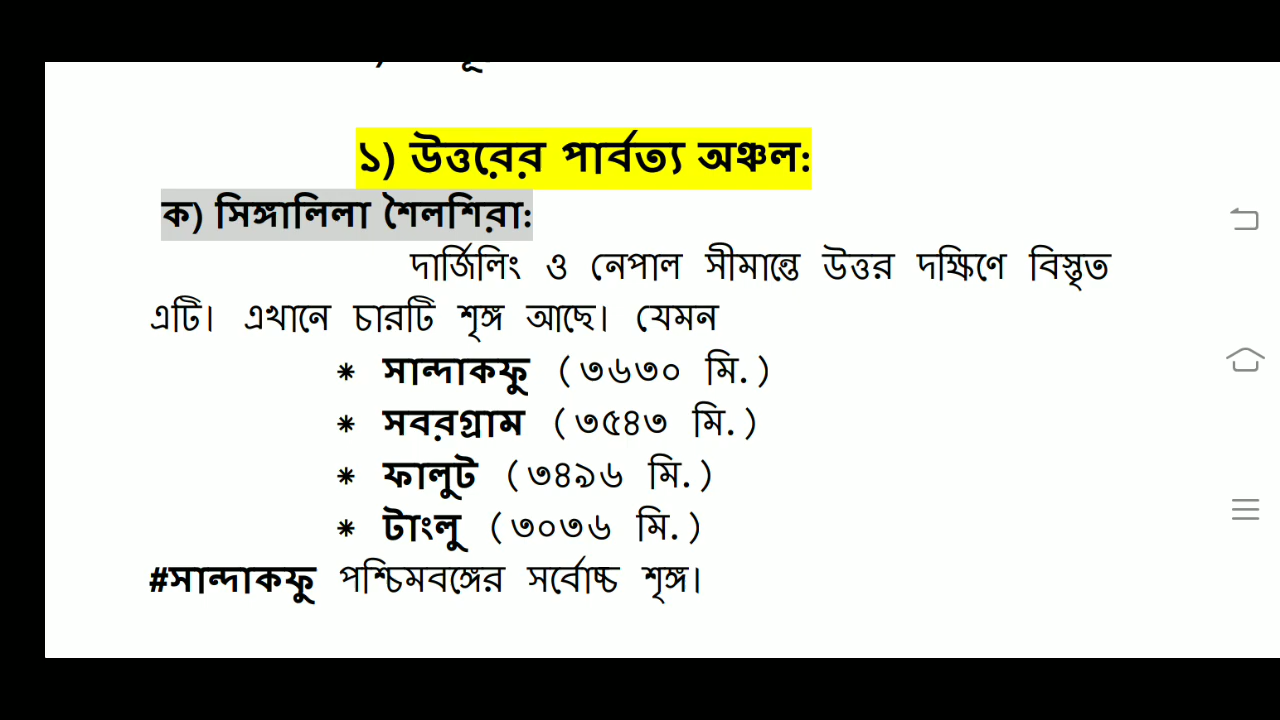 ১) উত্তরের পার্বত্য অঞ্চল:
ক) সিঙ্গালিলা শৈলশিরা:
দার্জিলিং ও নেপাল সীমান্তে উত্তর দক্ষিণে বিস্তৃত
এটি। এখানে চারটি শৃঙ্গ আছে। যেমন
* সান্দাকফু (৩৬৩০ মি.)
* সবরগ্রাম (৩৫৪৩ মি.)
* ফালুট (৩৪৯৬ মি.)
* টাংলু (৩০৩৬ মি.)
#সান্দাকফু পশ্চিমবঙ্গের সর্বোচ্চ শৃঙ্গ।